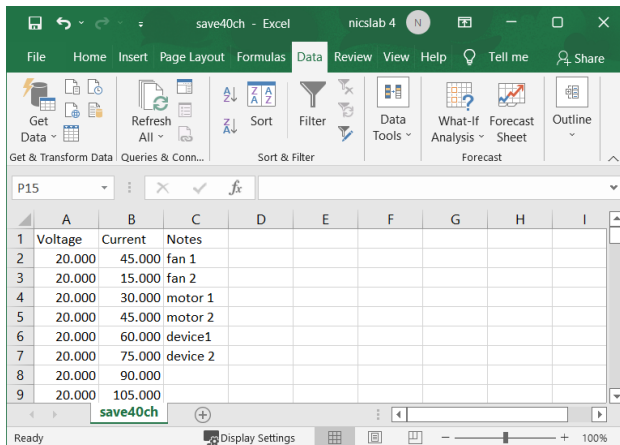 save40ch - Excel nicslab 4 N
File Home Insert Page Layout Formulas Data Review View Help Tell me Share
Get Data Refresh All Sort Filter Data Tools What-If Analysis Forecast Sheet Outline
Get & Transform Data Queries & Conn... Sort & Filter Forecast
P15 fx
A B C D E F G H I
1 Voltage Current Notes
2 20.000 45.000 fan 1
3 20.000 15.000 fan 2
4 20.000 30.000 motor 1
5 20.000 45.000 motor 2
6 20.000 60.000 device1
7 20.000 75.000 device 2
8 20.000 90.000
9 20.000 105.000
save40ch
Ready Display Settings 100%